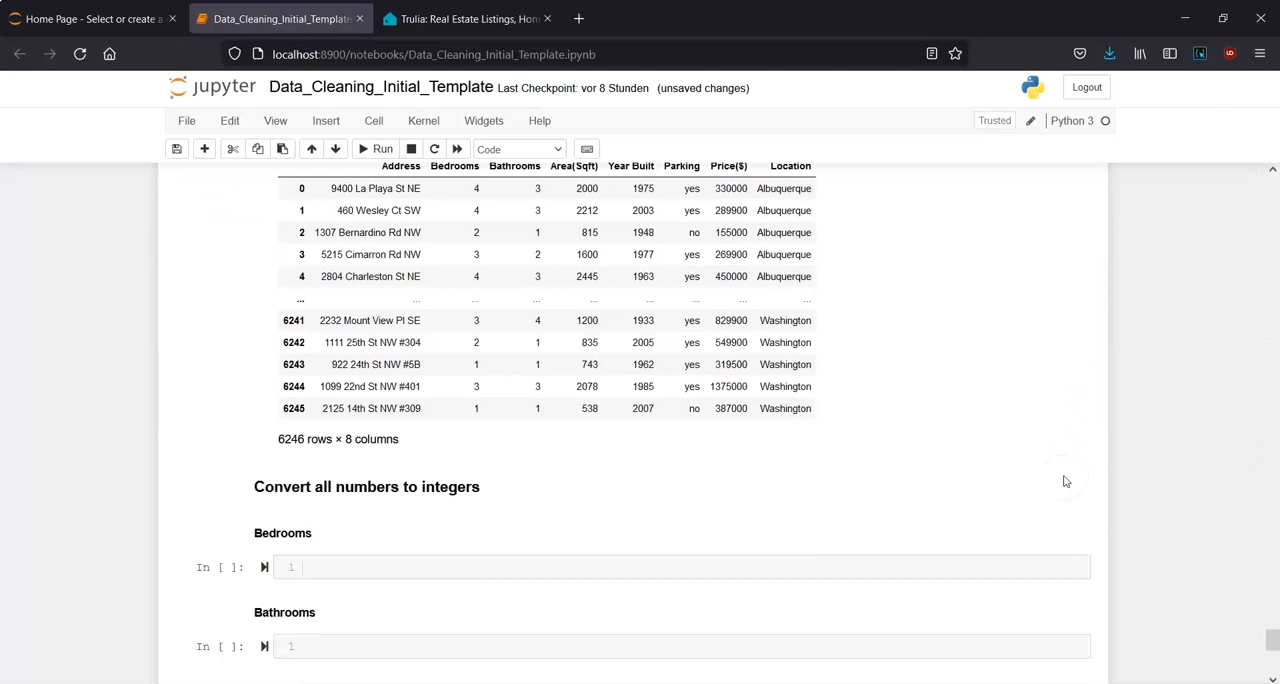 Home Page - Select or create a
Data_Cleaning_Initial_Template
Trulia: Real Estate Listings, Hom
localhost:8900/notebooks/Data_Cleaning_Initial_Template.ipynb
jupyter Data_Cleaning_Initial_Template Last Checkpoint: vor 8 Stunden (unsaved changes) Logout
File Edit View Insert Cell Kernel Widgets Help Trusted Python 3
Run Code
Address Bedrooms Bathrooms Area(Sqft) Year Built Parking Price($) Location
0 9400 La Playa St NE 4 3 2000 1975 yes 330000 Albuquerque
1 460 Wesley Ct SW 4 3 2212 2003 yes 289900 Albuquerque
2 1307 Bernardino Rd NW 2 1 815 1948 no 155000 Albuquerque
3 5215 Cimarron Rd NW 3 2 1600 1977 yes 269900 Albuquerque
4 2804 Charleston St NE 4 3 2445 1963 yes 450000 Albuquerque
... ... ... ... ... ... ... ... ...
6241 2232 Mount View Pl SE 3 4 1200 1933 yes 829900 Washington
6242 1111 25th St NW #304 2 1 835 2005 yes 549900 Washington
6243 922 24th St NW #5B 1 1 743 1962 yes 319500 Washington
6244 1099 22nd St NW #401 3 3 2078 1985 yes 1375000 Washington
6245 2125 14th St NW #309 1 1 538 2007 no 387000 Washington
6246 rows × 8 columns
Convert all numbers to integers
Bedrooms
In [ ]: 1
Bathrooms
In [ ]: 1